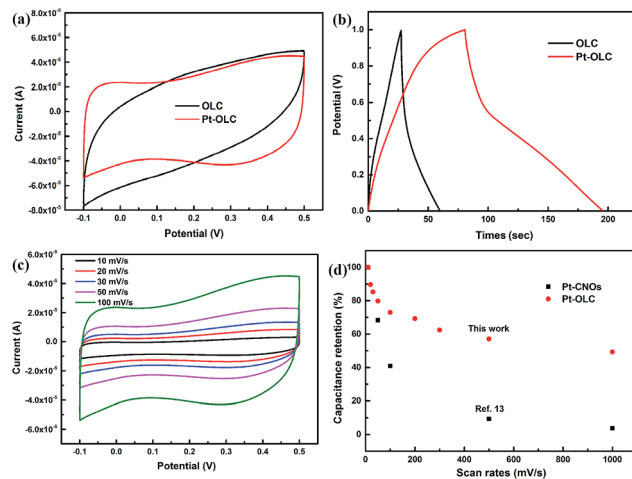 (a)
8.0x10⁻⁵
6.0x10⁻⁵
4.0x10⁻⁵
2.0x10⁻⁵
0.0
-2.0x10⁻⁵
-4.0x10⁻⁵
-6.0x10⁻⁵
-8.0x10⁻⁵
Current (A)
OLC
Pt-OLC
-0.1 0.0 0.1 0.2 0.3 0.4 0.5
Potential (V)
(b)
1.0
0.8
0.6
0.4
0.2
0.0
Potential (V)
OLC
Pt-OLC
0 50 100 150 200
Times (sec)
(c)
6.0x10⁻⁵
4.0x10⁻⁵
2.0x10⁻⁵
0.0
-2.0x10⁻⁵
-4.0x10⁻⁵
-6.0x10⁻⁵
Current (A)
10 mV/s
20 mV/s
30 mV/s
50 mV/s
100 mV/s
-0.1 0.0 0.1 0.2 0.3 0.4 0.5
Potential (V)
(d)
100
80
60
40
20
0
Capacitance retention (%)
Pt-CNOs
Pt-OLC
This work
Ref. 13
0 200 400 600 800 1000
Scan rates (mV/s)